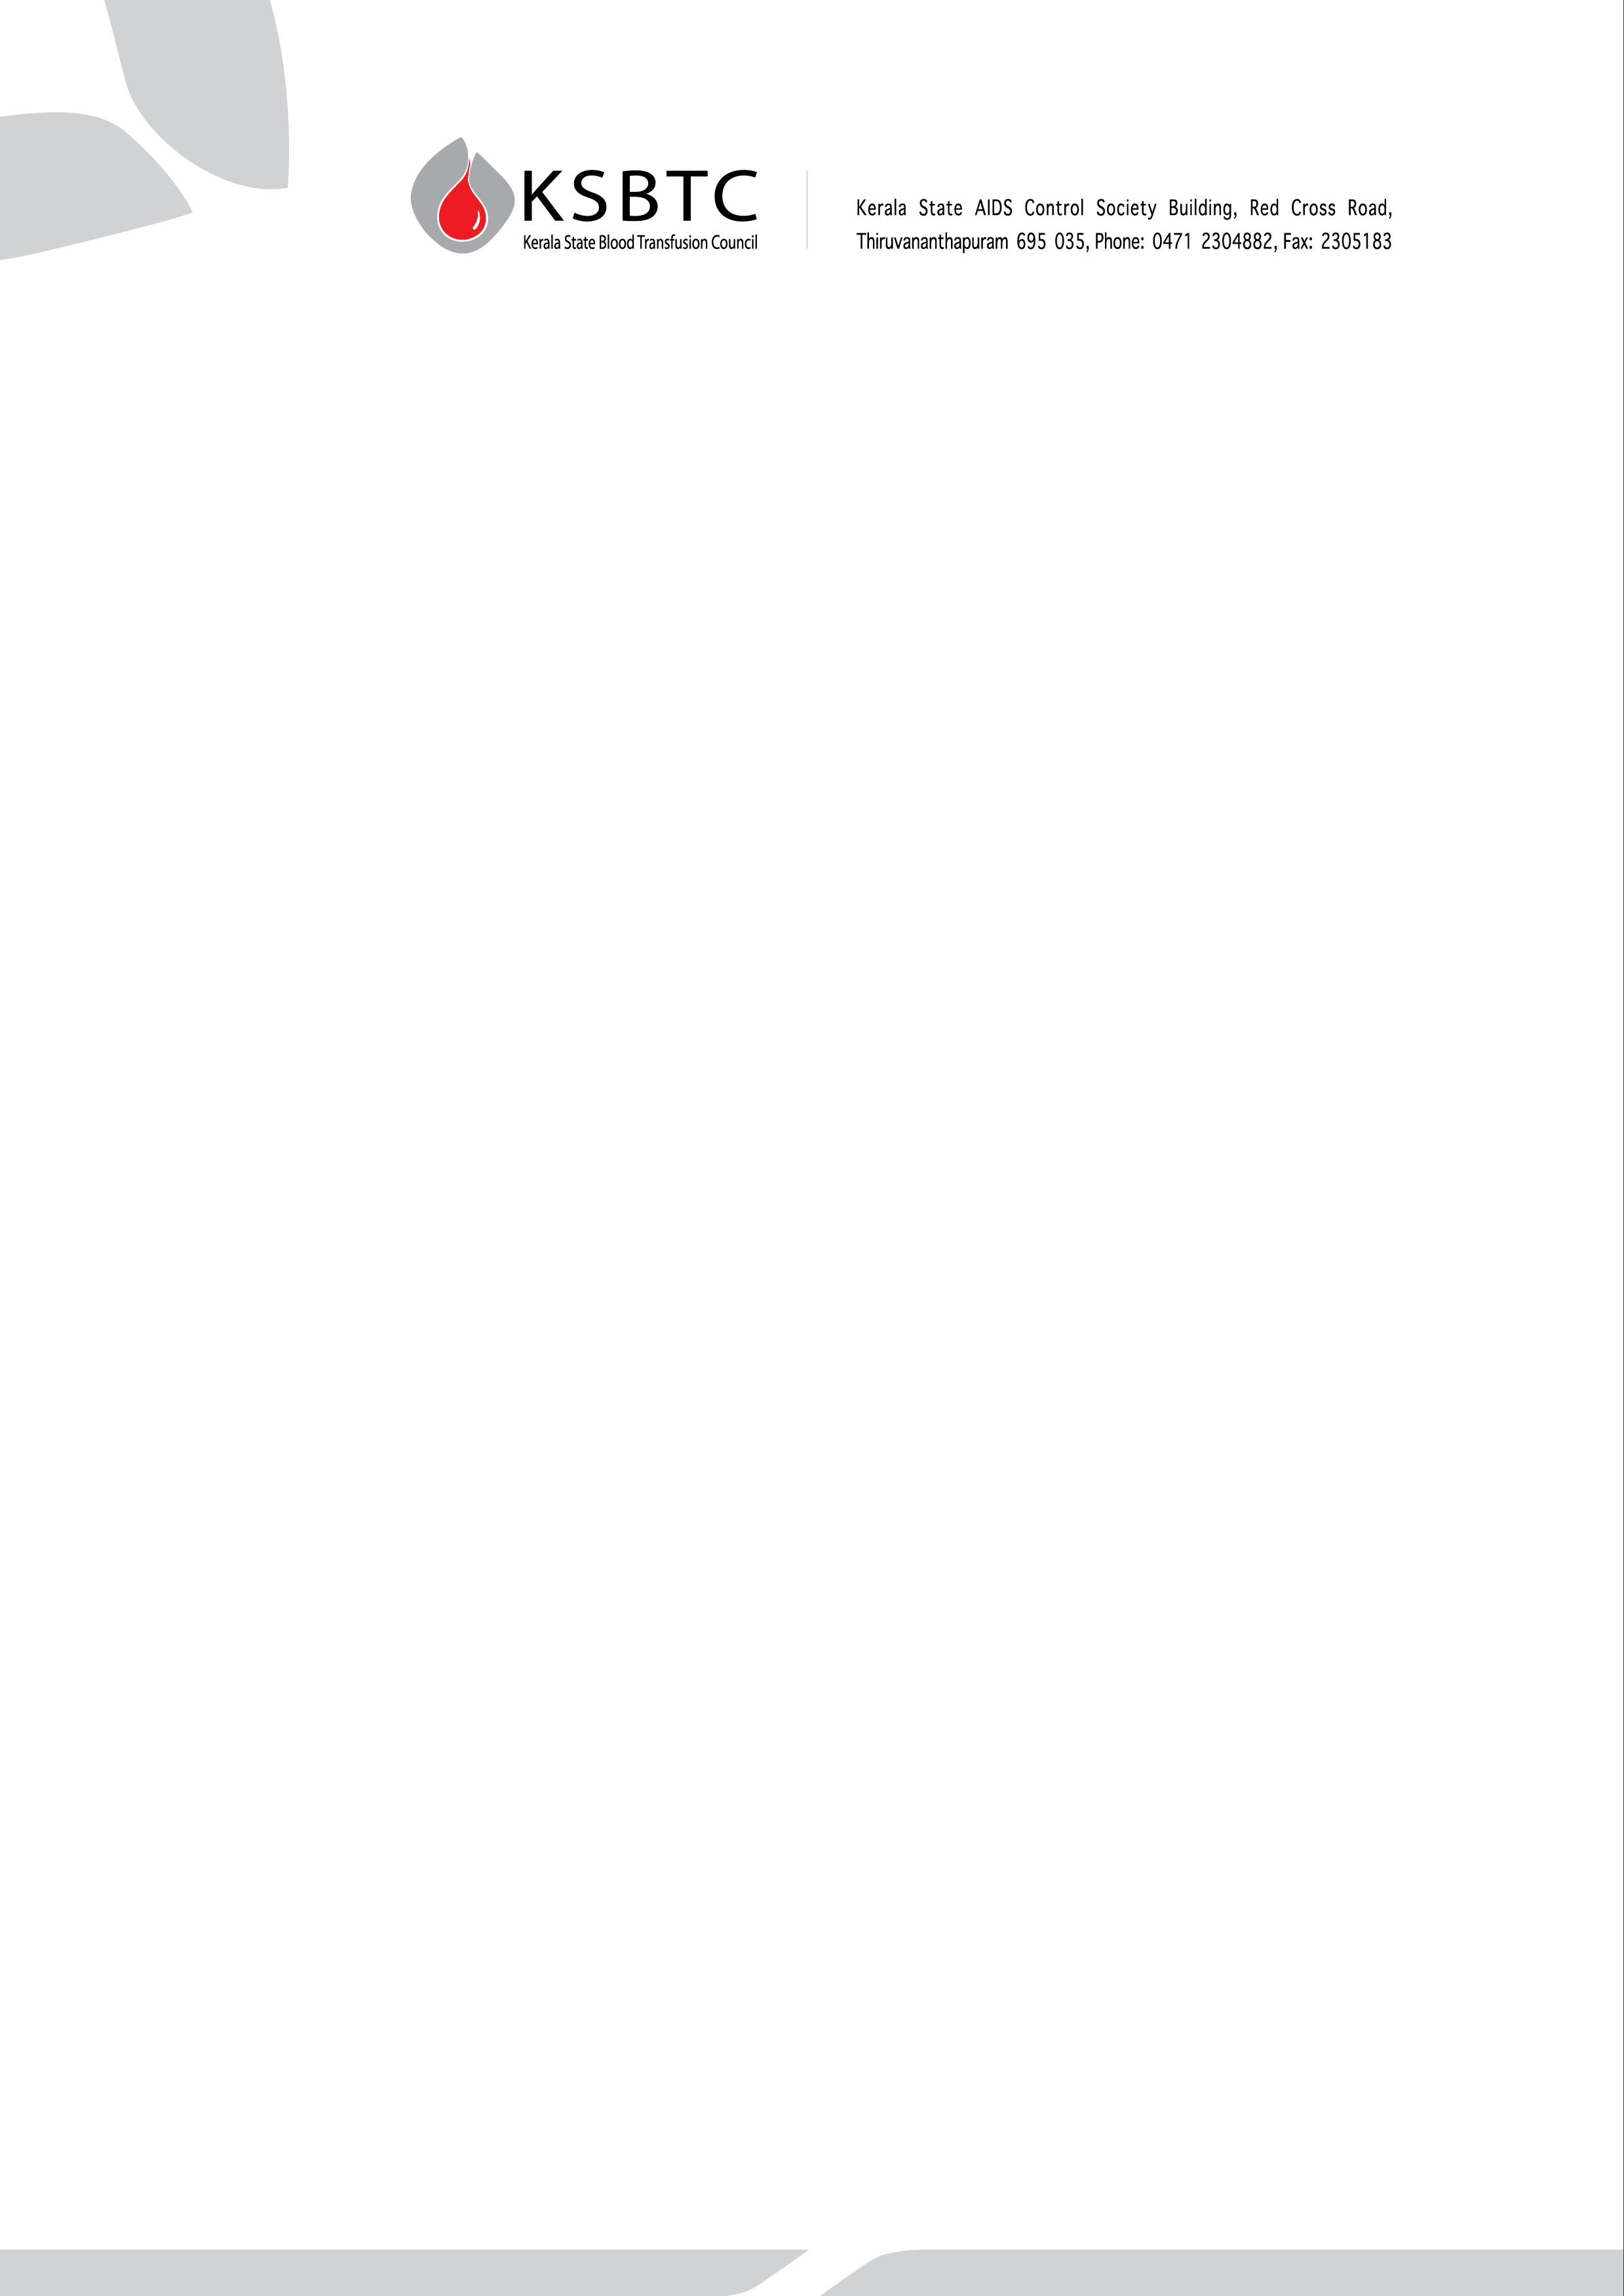 KSBTC
Kerala State Blood Transfusion Council
Kerala State AIDS Control Society Building, Red Cross Road,
Thiruvananthapuram 695 035, Phone: 0471 2304882, Fax: 2305183